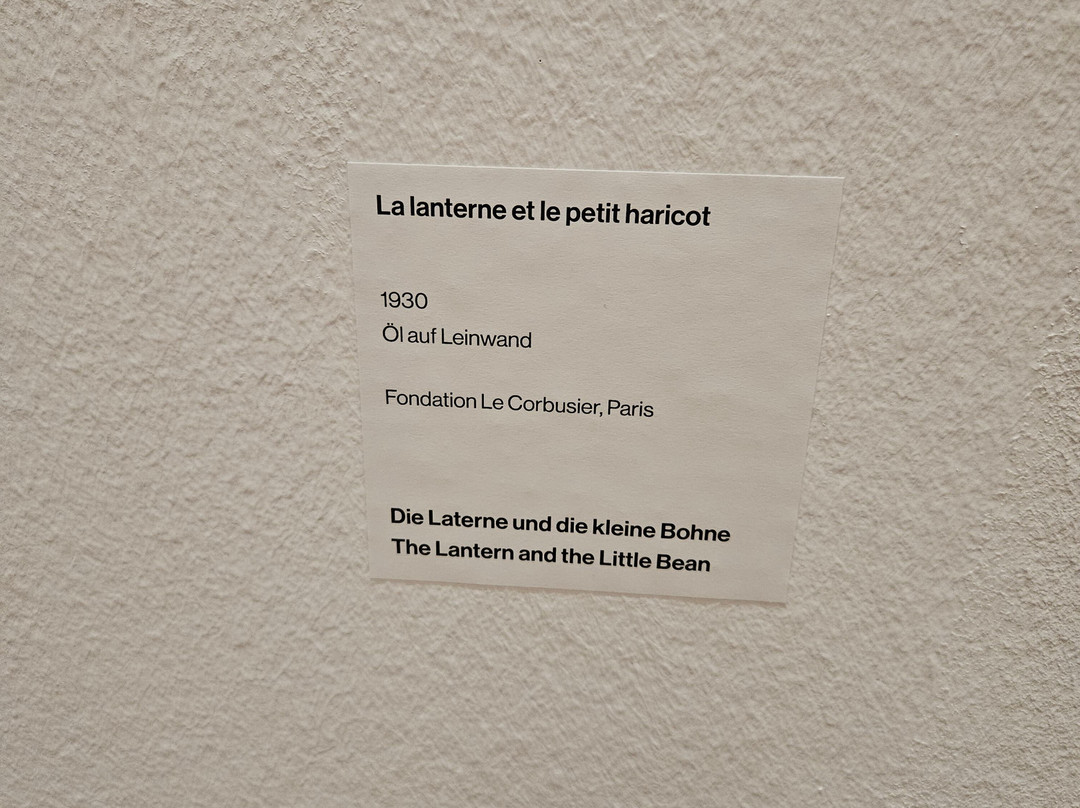 La lanterne et le petit haricot
1930
Öl auf Leinwand
Fondation Le Corbusier, Paris
Die Laterne und die kleine Bohne
The Lantern and the Little Bean